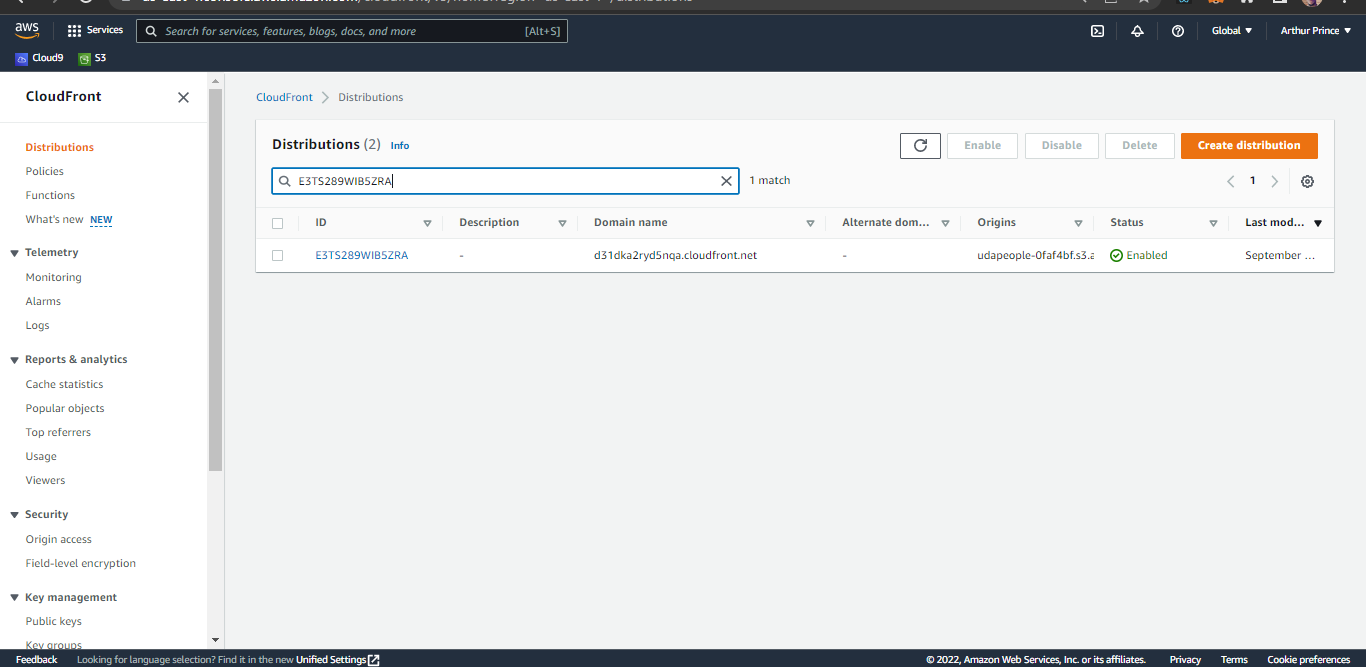 aws
Services
Search for services, features, blogs, docs, and more
[Alt+S]
Global
Arthur Prince
Cloud9
S3
CloudFront
Distributions
Policies
Functions
What's new NEW
Telemetry
Monitoring
Alarms
Logs
Reports & analytics
Cache statistics
Popular objects
Top referrers
Usage
Viewers
Security
Origin access
Field-level encryption
Key management
Public keys
Key groups
CloudFront
Distributions
Distributions (2) Info
Enable
Disable
Delete
Create distribution
E3TS289WIB5ZRA
1 match
1
ID
Description
Domain name
Alternate dom...
Origins
Status
Last mod...
E3TS289WIB5ZRA
-
d31dka2ryd5nqa.cloudfront.net
-
udapeople-0faf4bf.s3.a
Enabled
September ...
Feedback
Looking for language selection? Find it in the new Unified Settings
© 2022, Amazon Web Services, Inc. or its affiliates.
Privacy
Terms
Cookie preferences